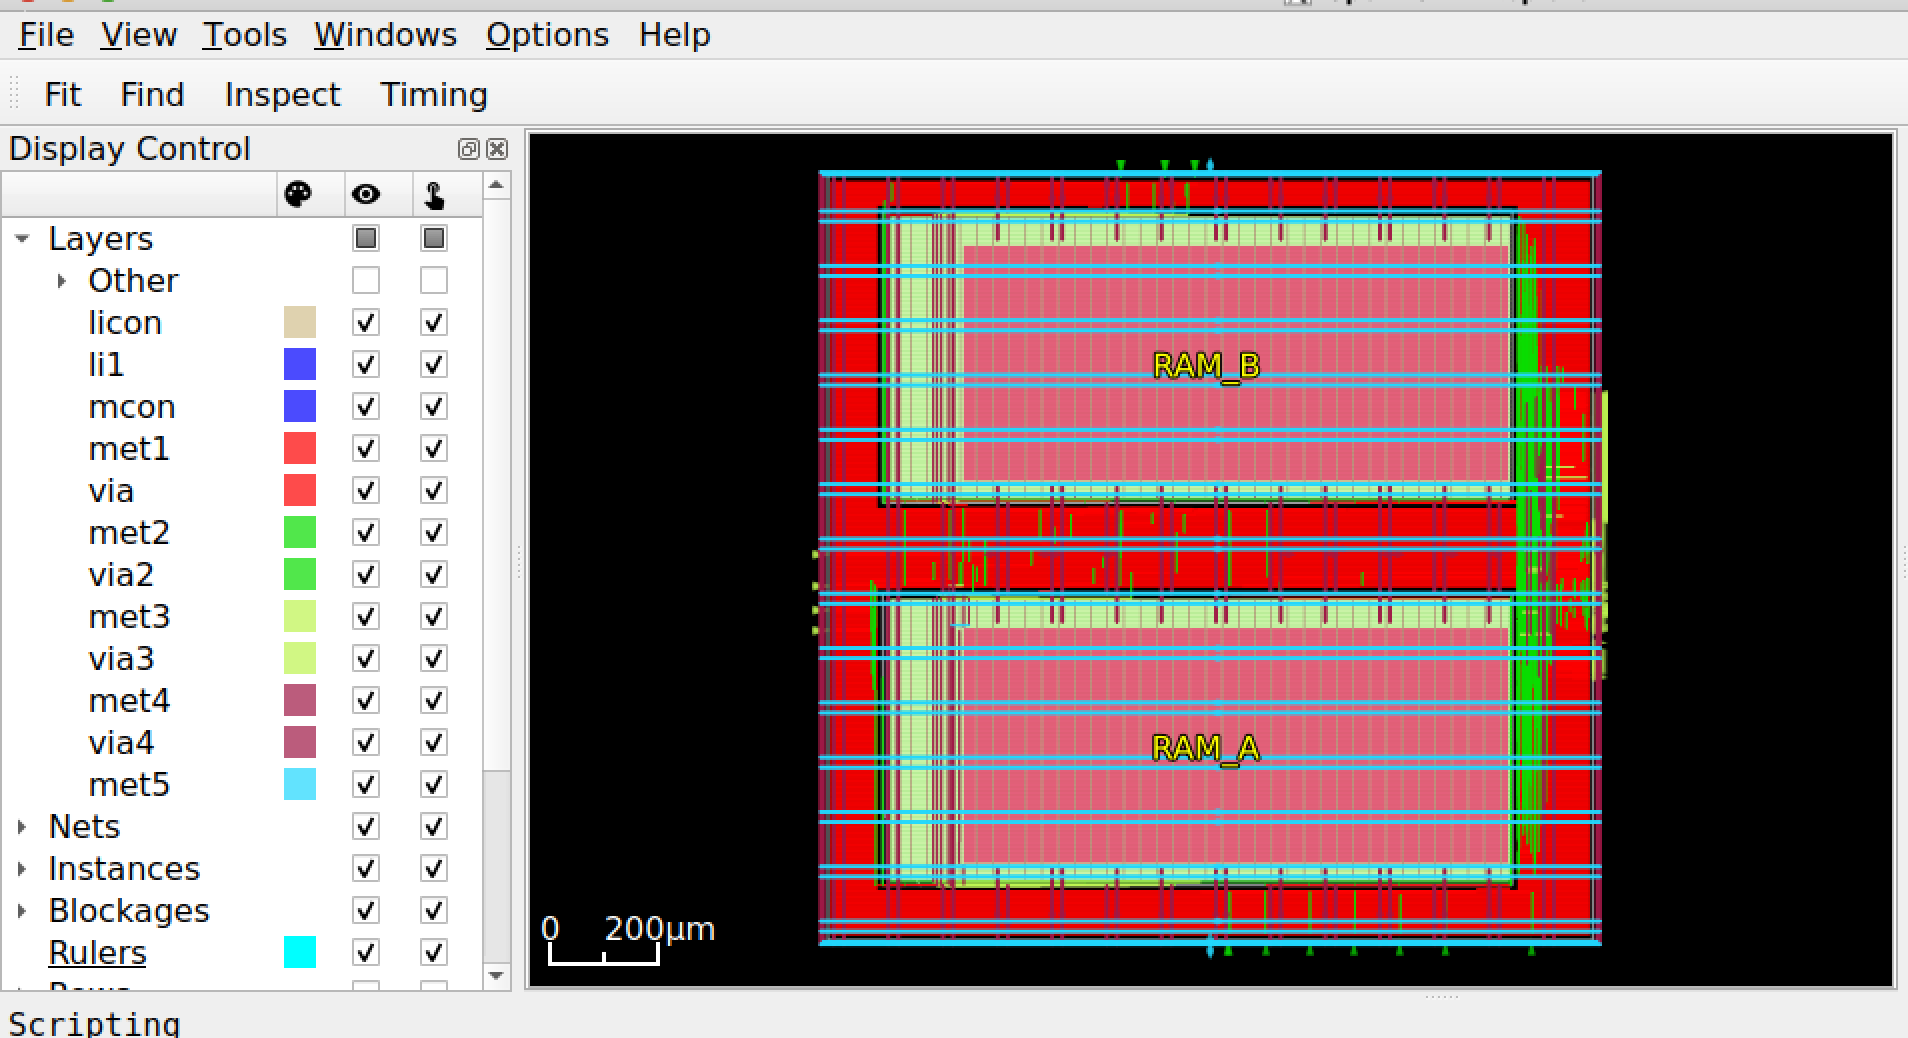 File View Tools Windows Options Help
Fit Find Inspect Timing
Display Control
Layers
Other
licon
li1
mcon
met1
via
met2
via2
met3
via3
met4
via4
met5
Nets
Instances
Blockages
Rulers
RAM_B
RAM_A
0 200µm
Scripting